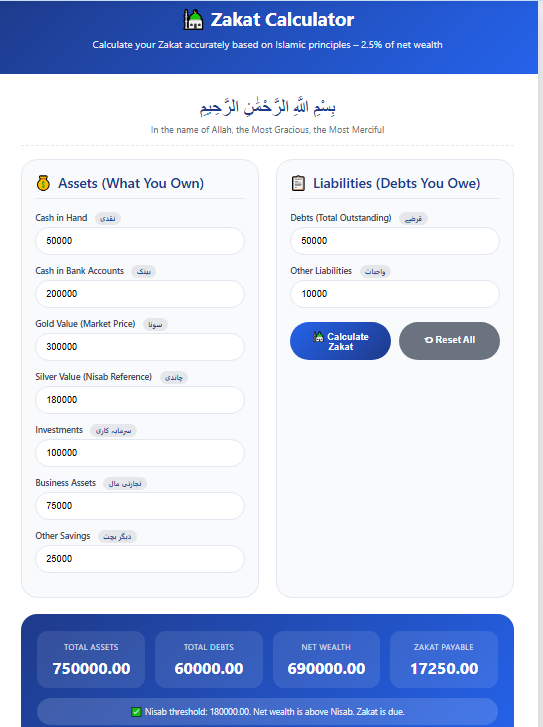 Zakat Calculator
Calculate your Zakat accurately based on Islamic principles – 2.5% of net wealth
بِسْمِ اللَّهِ الرَّحْمَٰنِ الرَّحِيمِ
In the name of Allah, the Most Gracious, the Most Merciful
Assets (What You Own)
Cash in Hand نقدی
50000
Cash in Bank Accounts بینک
200000
Gold Value (Market Price) سونا
300000
Silver Value (Nisab Reference) چاندی
180000
Investments سرمایہ کاری
100000
Business Assets تجارتی مال
75000
Other Savings دیگر بچت
25000
Liabilities (Debts You Owe)
Debts (Total Outstanding) قرضے
50000
Other Liabilities واجبات
10000
Calculate
Zakat
Reset All
TOTAL ASSETS
750000.00
TOTAL DEBTS
60000.00
NET WEALTH
690000.00
ZAKAT PAYABLE
17250.00
Nisab threshold: 180000.00. Net wealth is above Nisab. Zakat is due.